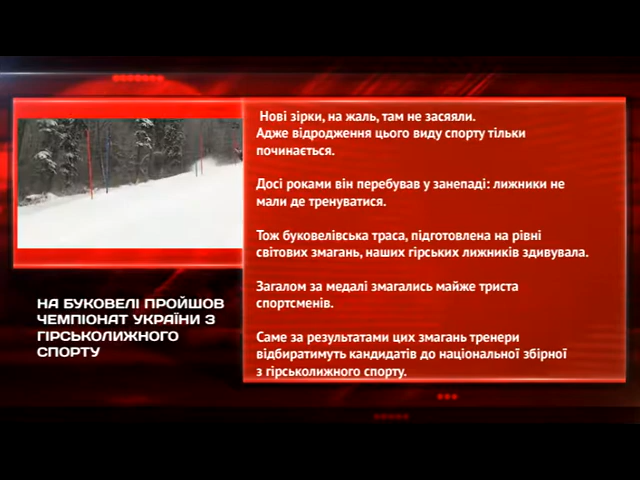 НА БУКОВЕЛІ ПРОЙШОВ
ЧЕМПІОНАТ УКРАЇНИ З
ГІРСЬКОЛИЖНОГО
СПОРТУ
Нові зірки, на жаль, там не засяяли.
Адже відродження цього виду спорту тільки
починається.
Досі роками він перебував у занепаді: лижники не
мали де тренуватися.
Тож буковелівська траса, підготовлена на рівні
світових змагань, наших гірських лижників здивувала.
Загалом за медалі змагались майже триста
спортсменів.
Саме за результатами цих змагань тренери
відбиратимуть кандидатів до національної збірної
з гірськолижного спорту.